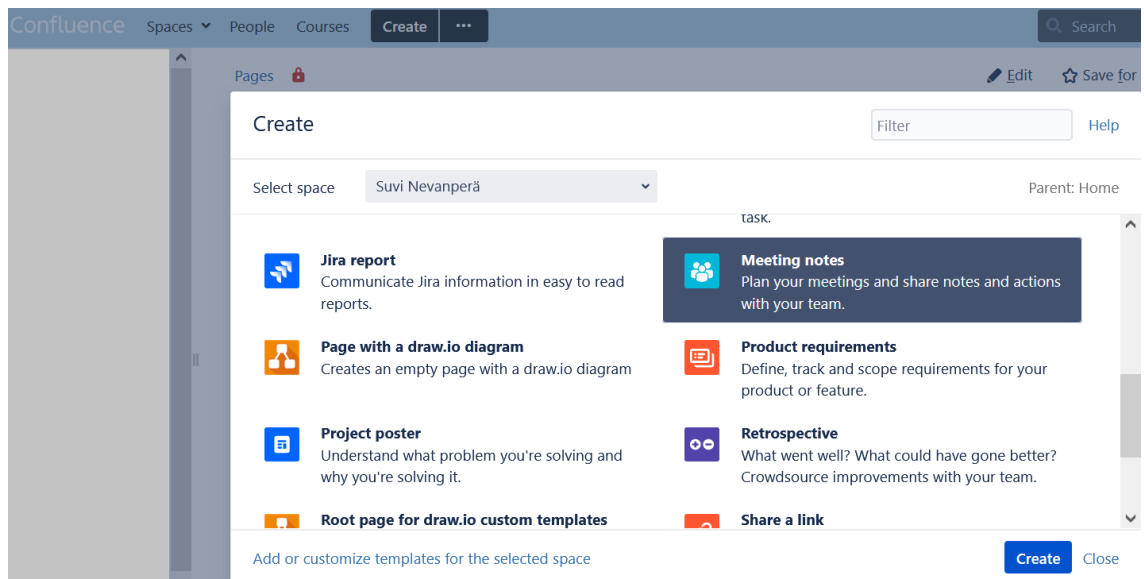 Confluence Spaces People Courses Create ··· Search
Pages Edit Save for
Create Filter Help
Select space Suvi Nevanperä Parent: Home
task.
Jira report
Communicate Jira information in easy to read
reports.
Meeting notes
Plan your meetings and share notes and actions
with your team.
Page with a draw.io diagram
Creates an empty page with a draw.io diagram
Product requirements
Define, track and scope requirements for your
product or feature.
Project poster
Understand what problem you're solving and
why you're solving it.
Retrospective
What went well? What could have gone better?
Crowdsource improvements with your team.
Root page for draw.io custom templates
Share a link
Add or customize templates for the selected space Create Close